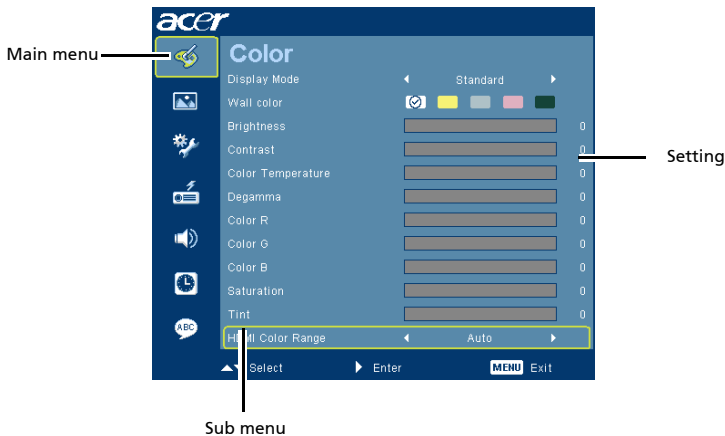 acer
Main menu
Color
Display Mode Standard
Wall color
Brightness 0
Contrast 0
Setting
Color Temperature 0
Degamma 0
Color R 0
Color G 0
Color B 0
Saturation 0
Tint 0
ABC
HDMI Color Range Auto
Select Enter MENU Exit
Sub menu